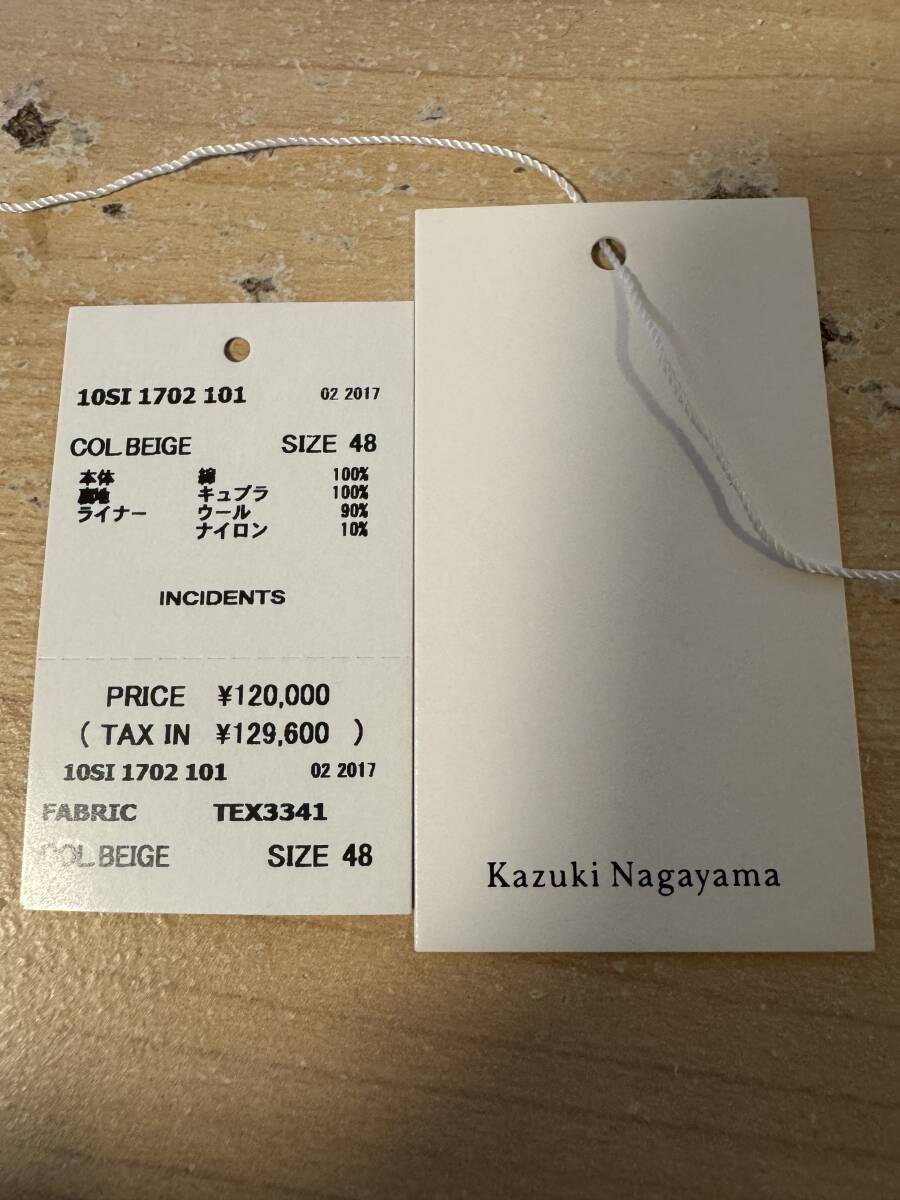 10SI 1702 101 02 2017
COL.BEIGE SIZE 48
本体 綿 100%
裏地 キュプラ 100%
ライナー ウール 90%
ナイロン 10%
INCIDENTS
PRICE ¥120,000
( TAX IN ¥129,600 )
10SI 1702 101 02 2017
FABRIC TEX3341
COL.BEIGE SIZE 48
Kazuki Nagayama